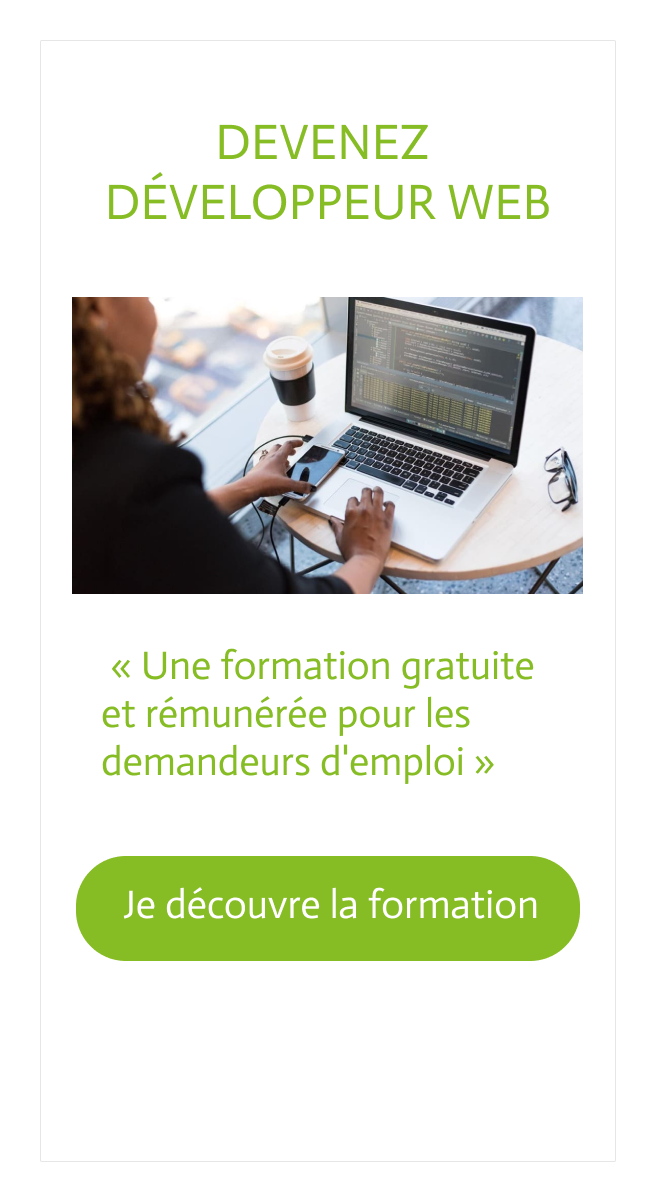 DEVENEZ
DÉVELOPPEUR WEB
« Une formation gratuite
et rémunérée pour les
demandeurs d'emploi »
Je découvre la formation